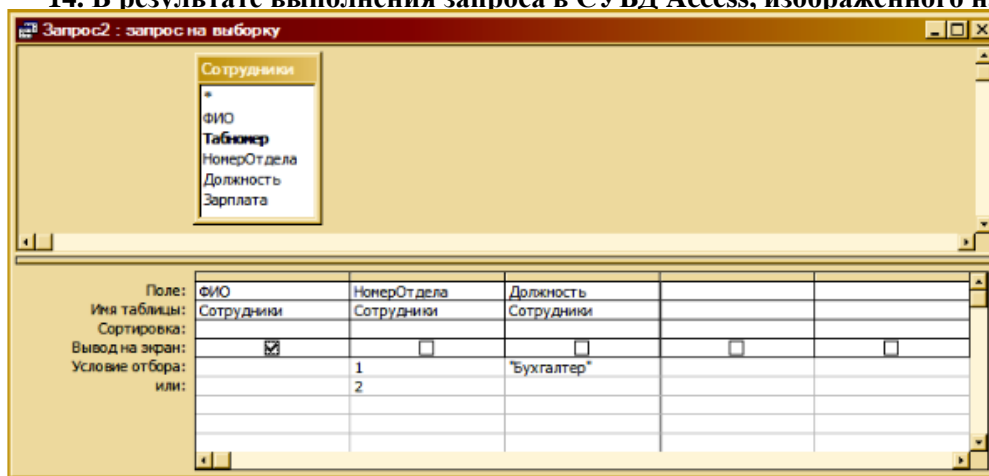 14. В результате выполнения запроса в СУБД Access, изображенного н
Запрос2 : запрос на выборку
Сотрудники
*
ФИО
Табномер
НомерОтдела
Должность
Зарплата
Поле: ФИО НомерОтдела Должность
Имя таблицы: Сотрудники Сотрудники Сотрудники
Сортировка:
Вывод на экран:
Условие отбора: 1 "Бухгалтер"
или: 2